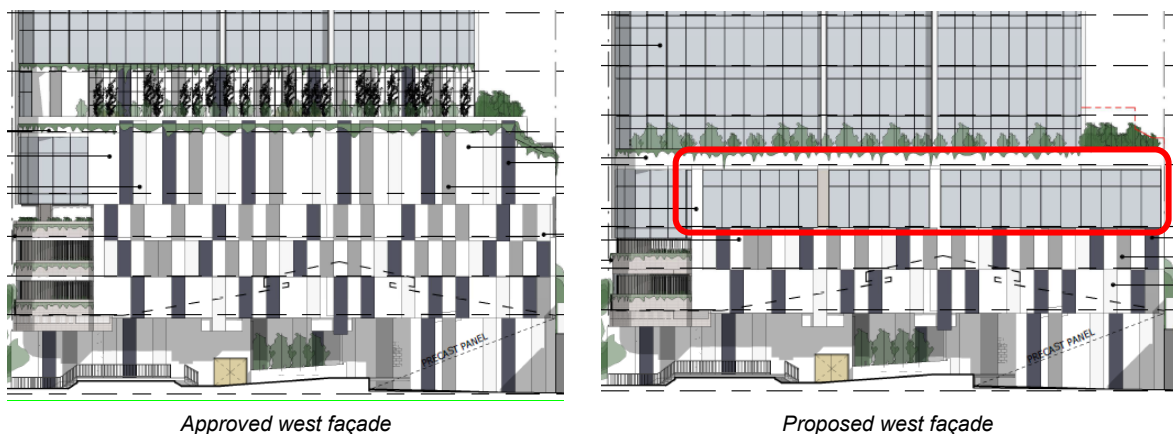 PRECAST PANEL
PRECAST PANEL
Approved west façade
Proposed west façade